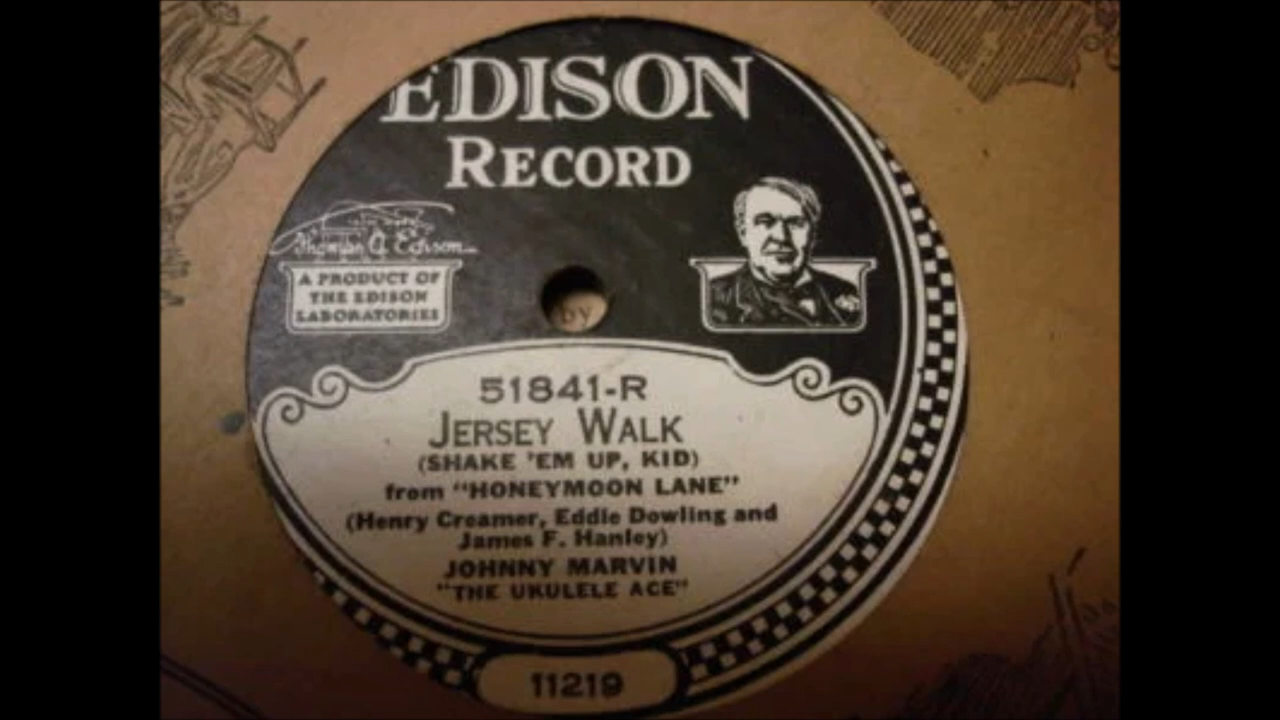 EDISON
RECORD
Thomas A. Edison
A PRODUCT OF
THE EDISON
LABORATORIES
by
51841-R
JERSEY WALK
(SHAKE 'EM UP, KID)
from "HONEYMOON LANE"
(Henry Creamer, Eddie Dowling and
James F. Hanley)
JOHNNY MARVIN
"THE UKULELE ACE"
11219